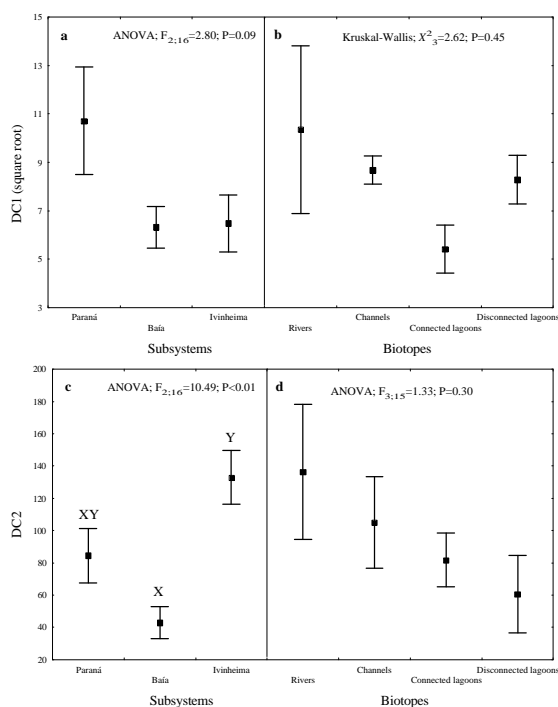 a ANOVA; F2;16=2.80; P=0.09
b Kruskal-Wallis; X²3=2.62; P=0.45
DC1 (square root)
15
13
11
9
7
5
3
Paraná
Baía
Ivinheima
Rivers
Channels
Connected lagoons
Disconnected lagoons
Subsystems
Biotopes
c ANOVA; F2;16=10.49; P<0.01
d ANOVA; F3;15=1.33; P=0.30
DC2
200
180
160
140
120
100
80
60
40
20
XY
X
Y
Paraná
Baía
Ivinheima
Rivers
Channels
Connected lagoons
Disconnected lagoons
Subsystems
Biotopes